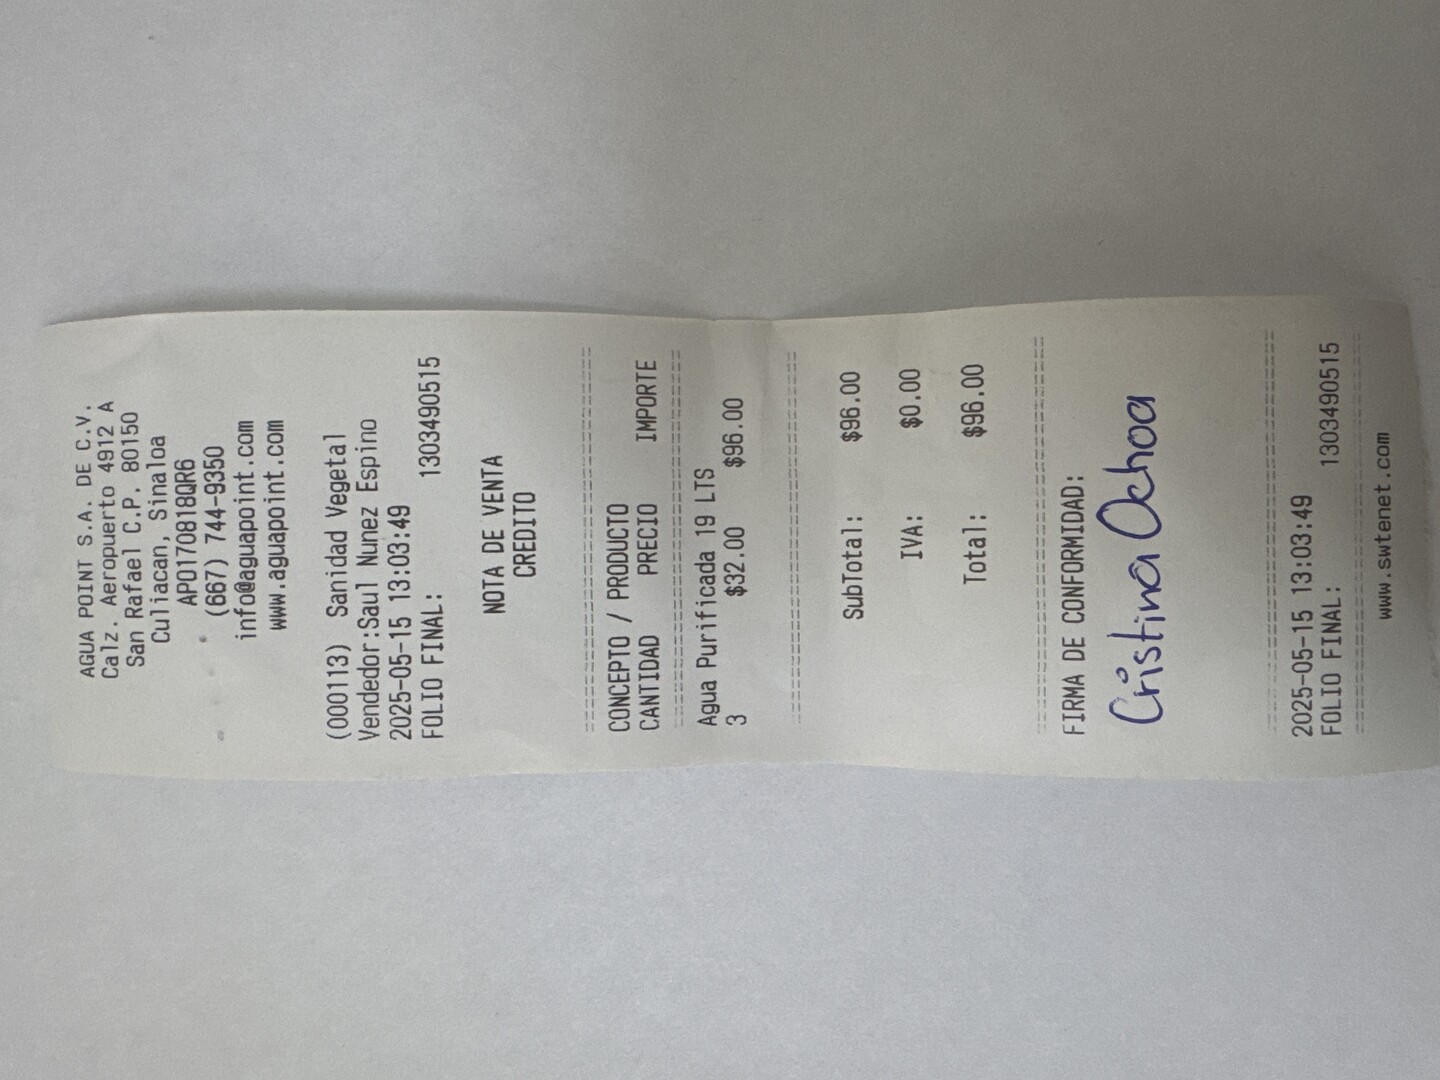 AGUA POINT S.A. DE C.V.
Calz. Aeropuerto 4912 A
San Rafael C.P. 80150
Culiacan, Sinaloa
APO170818QR6
(667) 744-9350
info@aguapoint.com
www.aguapoint.com
(000113) Sanidad Vegetal
Vendedor:Saul Nunez Espino
2025-05-15 13:03:49
FOLIO FINAL: 1303490515
NOTA DE VENTA
CREDITO
CONCEPTO / PRODUCTO
CANTIDAD PRECIO IMPORTE
Agua Purificada 19 LTS
3 $32.00 $96.00
SubTotal: $96.00
IVA: $0.00
Total: $96.00
FIRMA DE CONFORMIDAD:
Cristina Ochoa
2025-05-15 13:03:49
FOLIO FINAL: 1303490515
www.swtenet.com